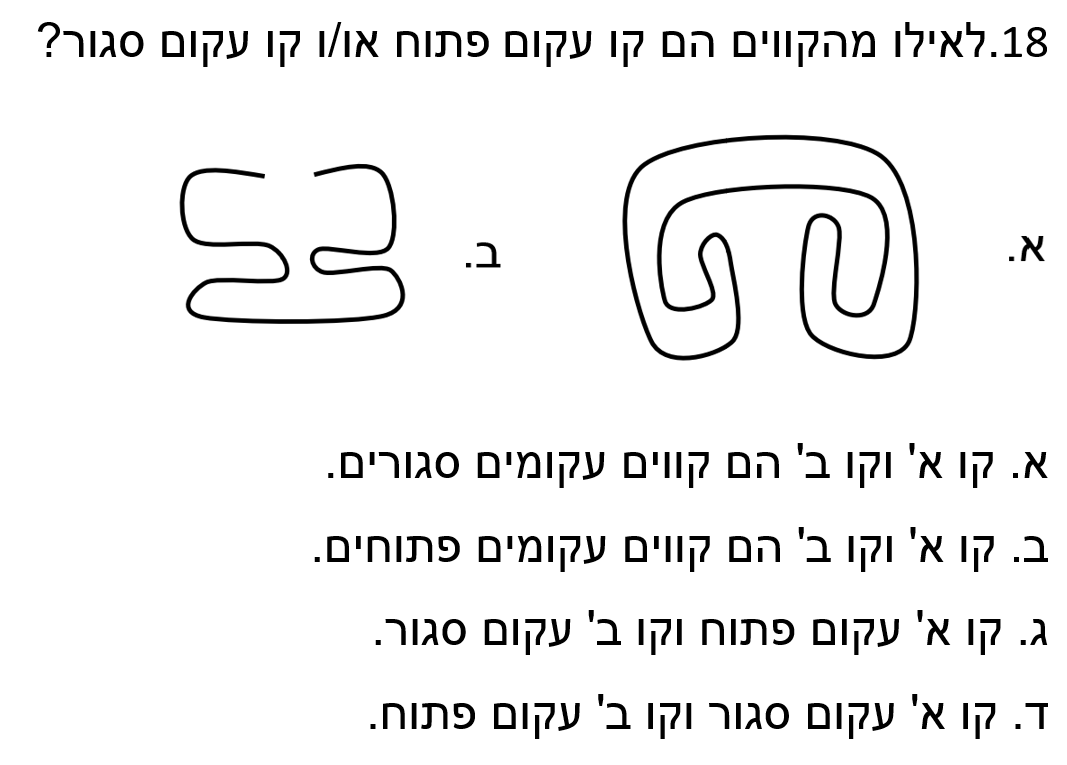 18.לאילו מהקווים הם קו עקום פתוח או/ו קו עקום סגור?
א.
ב.
א. קו א' וקו ב' הם קווים עקומים סגורים.
ב. קו א' וקו ב' הם קווים עקומים פתוחים.
ג. קו א' עקום פתוח וקו ב' עקום סגור.
ד. קו א' עקום סגור וקו ב' עקום פתוח.